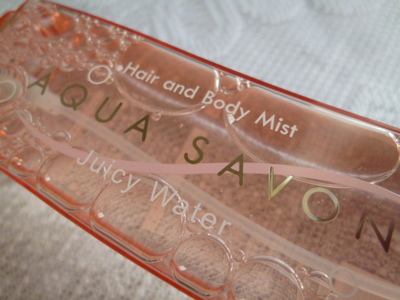 Hair and Body Mist
AQUA SAVON
Juicy Water